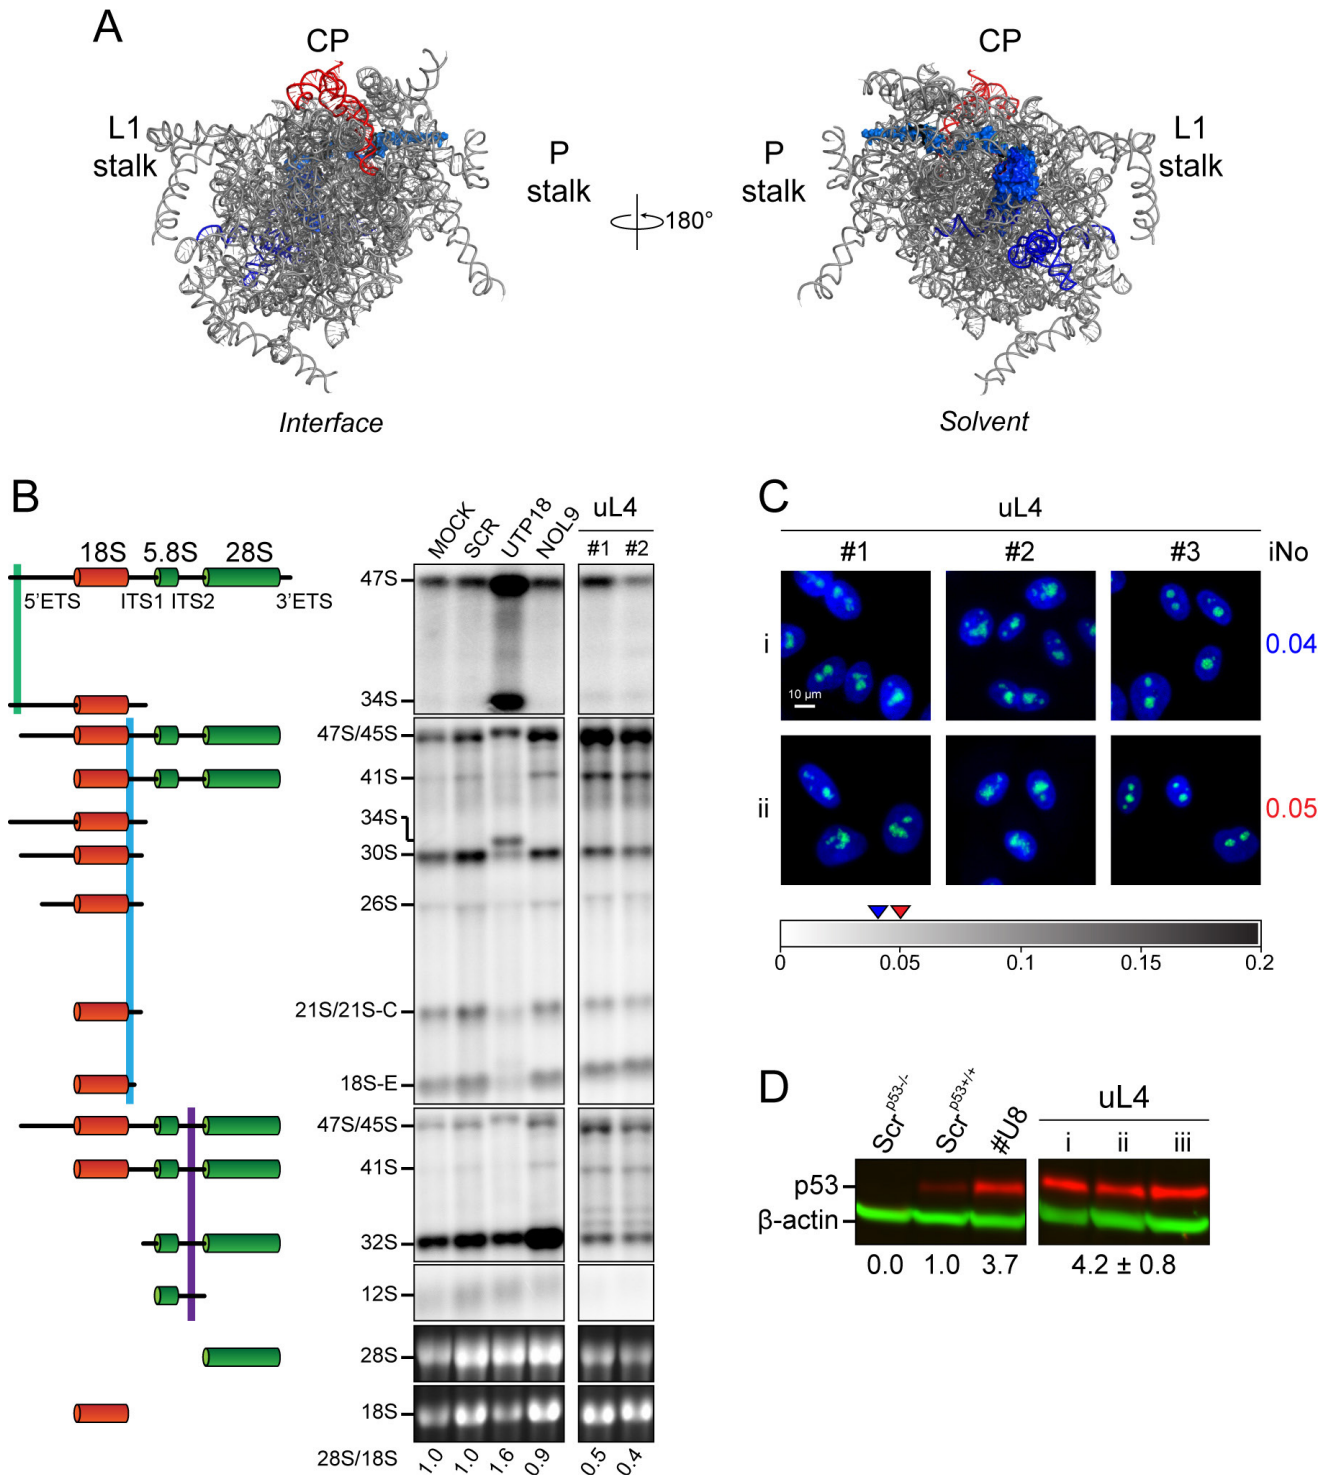 A
CP
L1
stalk
P
stalk
180°
CP
P
stalk
L1
stalk
Interface
Solvent
B
18S 5.8S 28S
5'ETS ITS1 ITS2 3'ETS
MOCK SCR UTP18 NOL9
uL4
#1 #2
47S
34S
47S/45S
41S
34S
30S
26S
21S/21S-C
18S-E
47S/45S
41S
32S
12S
28S
18S
28S/18S 1.0 1.0 1.6 0.9 0.5 0.4
C
uL4
#1 #2 #3 iNo
i 0.04
10 µm
ii 0.05
0 0.05 0.1 0.15 0.2
D
Scr p53-/- Scr p53+/+ #U8
uL4
i ii iii
p53
β-actin
0.0 1.0 3.7 4.2 ± 0.8